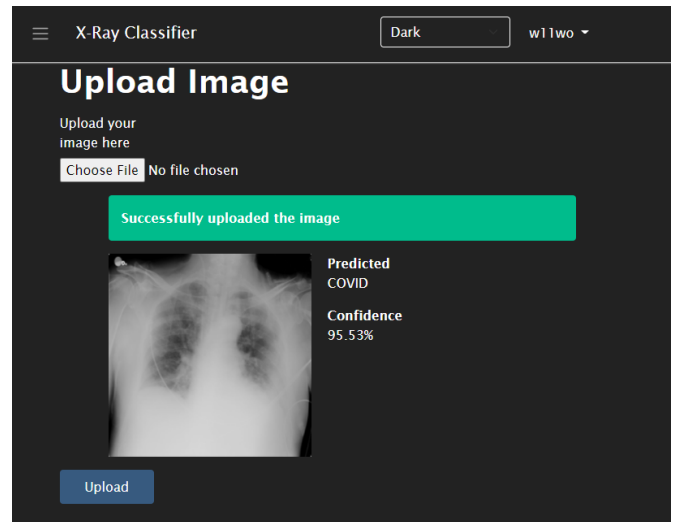 X-Ray Classifier
Dark
w11wo
Upload Image
Upload your
image here
Choose File No file chosen
Successfully uploaded the image
Predicted
COVID
Confidence
95.53%
Upload